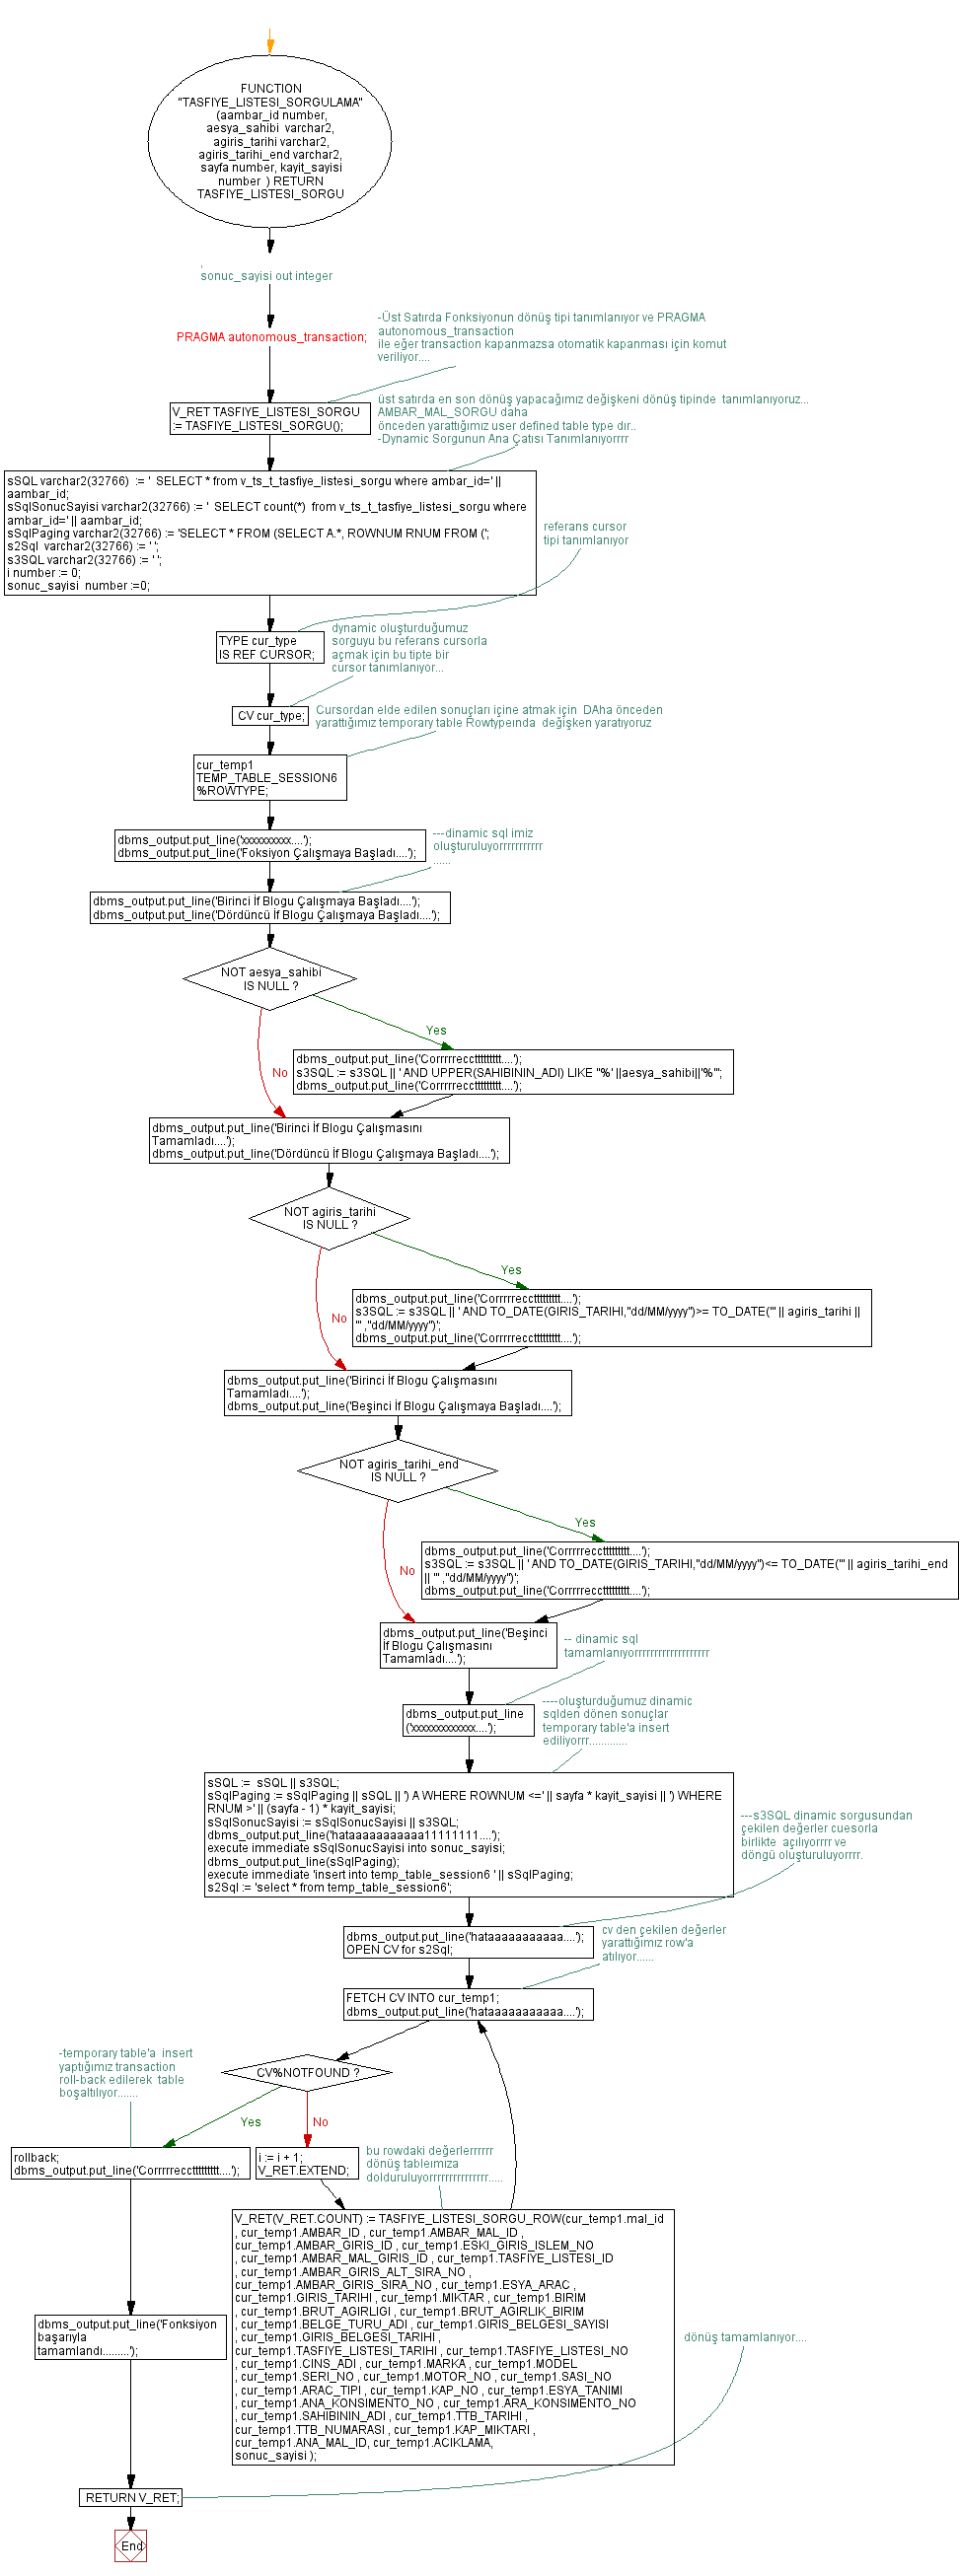 FUNCTION
"TASFIYE_LISTESI_SORGULAMA"
(aambar_id number,
aesya_sahibi  varchar2,
agiris_tarihi varchar2,
agiris_tarihi_end varchar2,
sayfa number, kayit_sayisi
number  ) RETURN
TASFIYE_LISTESI_SORGU
,
sonuc_sayisi out integer
PRAGMA autonomous_transaction;
-Üst Satırda Fonksiyonun dönüş tipi tanımlanıyor ve PRAGMA
autonomous_transaction
ile eğer transaction kapanmazsa otomatik kapanması için komut
veriliyor....
V_RET TASFIYE_LISTESI_SORGU
:= TASFIYE_LISTESI_SORGU();
üst satırda en son dönüş yapacağımız değişkeni dönüş tipinde  tanımlanıyoruz...
AMBAR_MAL_SORGU daha
önceden yarattığımız user defined table type dır..
-Dynamic Sorgunun Ana Çatısı Tanımlanıyorrrr
sSQL varchar2(32766)  := '  SELECT * from v_ts_t_tasfiye_listesi_sorgu where ambar_id=' ||
aambar_id;
sSqlSonucSayisi varchar2(32766) := '  SELECT count(*)  from v_ts_t_tasfiye_listesi_sorgu where
ambar_id=' || aambar_id;
sSqlPaging varchar2(32766) := 'SELECT * FROM (SELECT A.*, ROWNUM RNUM FROM (';
s2Sql  varchar2(32766) := ' ';
s3SQL varchar2(32766) := ' ';
i number := 0;
sonuc_sayisi  number :=0;
referans cursor
tipi tanımlanıyor
TYPE cur_type
IS REF CURSOR;
dynamic oluşturduğumuz
sorguyu bu referans cursorla
açmak için bu tipte bir
cursor tanımlanıyor...
CV cur_type;
Cursordan elde edilen sonuçları içine atmak için  DAha önceden
yarattığımız temporary table Rowtypeında  değişken yaratıyoruz
cur_temp1
TEMP_TABLE_SESSION6
%ROWTYPE;
dbms_output.put_line('xxxxxxxxxx....');
dbms_output.put_line('Foksiyon Çalışmaya Başladı....');
---dinamic sql imiz
oluşturuluyorrrrrrrrrrr
......
dbms_output.put_line('Birinci İf Blogu Çalışmaya Başladı....');
dbms_output.put_line('Dördüncü İf Blogu Çalışmaya Başladı....');
NOT aesya_sahibi
IS NULL ?
Yes
No
dbms_output.put_line('Corrrrrecctttttttttt....');
s3SQL := s3SQL || ' AND UPPER(SAHIBININ_ADI) LIKE ''%' ||aesya_sahibi||'%''';
dbms_output.put_line('Corrrrrecctttttttttt....');
dbms_output.put_line('Birinci İf Blogu Çalışmasını
Tamamladı....');
dbms_output.put_line('Dördüncü İf Blogu Çalışmaya Başladı....');
NOT agiris_tarihi
IS NULL ?
Yes
No
dbms_output.put_line('Corrrrrecctttttttttt....');
s3SQL := s3SQL || ' AND TO_DATE(GIRIS_TARIHI,''dd/MM/yyyy'')>= TO_DATE(''' || agiris_tarihi ||
''' ,''dd/MM/yyyy'')';
dbms_output.put_line('Corrrrrecctttttttttt....');
dbms_output.put_line('Birinci İf Blogu Çalışmasını
Tamamladı....');
dbms_output.put_line('Beşinci İf Blogu Çalışmaya Başladı....');
NOT agiris_tarihi_end
IS NULL ?
Yes
No
dbms_output.put_line('Corrrrrecctttttttttt....');
s3SQL := s3SQL || ' AND TO_DATE(GIRIS_TARIHI,''dd/MM/yyyy'')<= TO_DATE(''' || agiris_tarihi_end
|| ''' ,''dd/MM/yyyy'')';
dbms_output.put_line('Corrrrrecctttttttttt....');
dbms_output.put_line('Beşinci
İf Blogu Çalışmasını
Tamamladı....');
-- dinamic sql
tamamlanıyorrrrrrrrrrrrrrrrrrr
dbms_output.put_line
('xxxxxxxxxxxxx....');
----oluşturduğumuz dinamic
sqlden dönen sonuçlar
temporary table'a insert
ediliyorrr.............
sSQL :=  sSQL || s3SQL;
sSqlPaging := sSqlPaging || sSQL || ') A WHERE ROWNUM <=' || sayfa * kayit_sayisi || ') WHERE
RNUM >' || (sayfa - 1) * kayit_sayisi;
sSqlSonucSayisi := sSqlSonucSayisi || s3SQL;
dbms_output.put_line('hataaaaaaaaaaa11111111....');
execute immediate sSqlSonucSayisi into sonuc_sayisi;
dbms_output.put_line(sSqlPaging);
execute immediate 'insert into temp_table_session6 ' || sSqlPaging;
s2Sql := 'select * from temp_table_session6';
---s3SQL dinamic sorgusundan
çekilen değerler cuesorla
birlikte  açılıyorrrr ve
döngü oluşturuluyorrrr.
dbms_output.put_line('hataaaaaaaaaaa....');
OPEN CV for s2Sql;
cv den çekilen değerler
yarattığımız row'a
atılıyor......
FETCH CV INTO cur_temp1;
dbms_output.put_line('hataaaaaaaaaaa....');
CV%NOTFOUND ?
Yes
No
-temporary table'a  insert
yaptığımız transaction
roll-back edilerek  table
boşaltılıyor.......
rollback;
dbms_output.put_line('Corrrrrecctttttttttt....');
i := i + 1;
V_RET.EXTEND;
bu rowdaki değerlerrrrrr
dönüş tableımıza
dolduruluyorrrrrrrrrrrrrrr.....
V_RET(V_RET.COUNT) := TASFIYE_LISTESI_SORGU_ROW(cur_temp1.mal_id
, cur_temp1.AMBAR_ID , cur_temp1.AMBAR_MAL_ID ,
cur_temp1.AMBAR_GIRIS_ID , cur_temp1.ESKI_GIRIS_ISLEM_NO
, cur_temp1.AMBAR_MAL_GIRIS_ID , cur_temp1.TASFIYE_LISTESI_ID
, cur_temp1.AMBAR_GIRIS_ALT_SIRA_NO ,
cur_temp1.AMBAR_GIRIS_SIRA_NO , cur_temp1.ESYA_ARAC ,
cur_temp1.GIRIS_TARIHI , cur_temp1.MIKTAR , cur_temp1.BIRIM
, cur_temp1.BRUT_AGIRLIGI , cur_temp1.BRUT_AGIRLIK_BIRIM
, cur_temp1.BELGE_TURU_ADI , cur_temp1.GIRIS_BELGESI_SAYISI
, cur_temp1.GIRIS_BELGESI_TARIHI ,
cur_temp1.TASFIYE_LISTESI_TARIHI , cur_temp1.TASFIYE_LISTESI_NO
, cur_temp1.CINS_ADI , cur_temp1.MARKA , cur_temp1.MODEL
, cur_temp1.SERI_NO , cur_temp1.MOTOR_NO , cur_temp1.SASI_NO
, cur_temp1.ARAC_TIPI , cur_temp1.KAP_NO , cur_temp1.ESYA_TANIMI
, cur_temp1.ANA_KONSIMENTO_NO , cur_temp1.ARA_KONSIMENTO_NO
, cur_temp1.SAHIBININ_ADI , cur_temp1.TTB_TARIHI ,
cur_temp1.TTB_NUMARASI , cur_temp1.KAP_MIKTARI ,
cur_temp1.ANA_MAL_ID, cur_temp1.ACIKLAMA,
sonuc_sayisi );
dbms_output.put_line('Fonksiyon
başarıyla
tamamlandı.........');
dönüş tamamlanıyor....
RETURN V_RET;
End